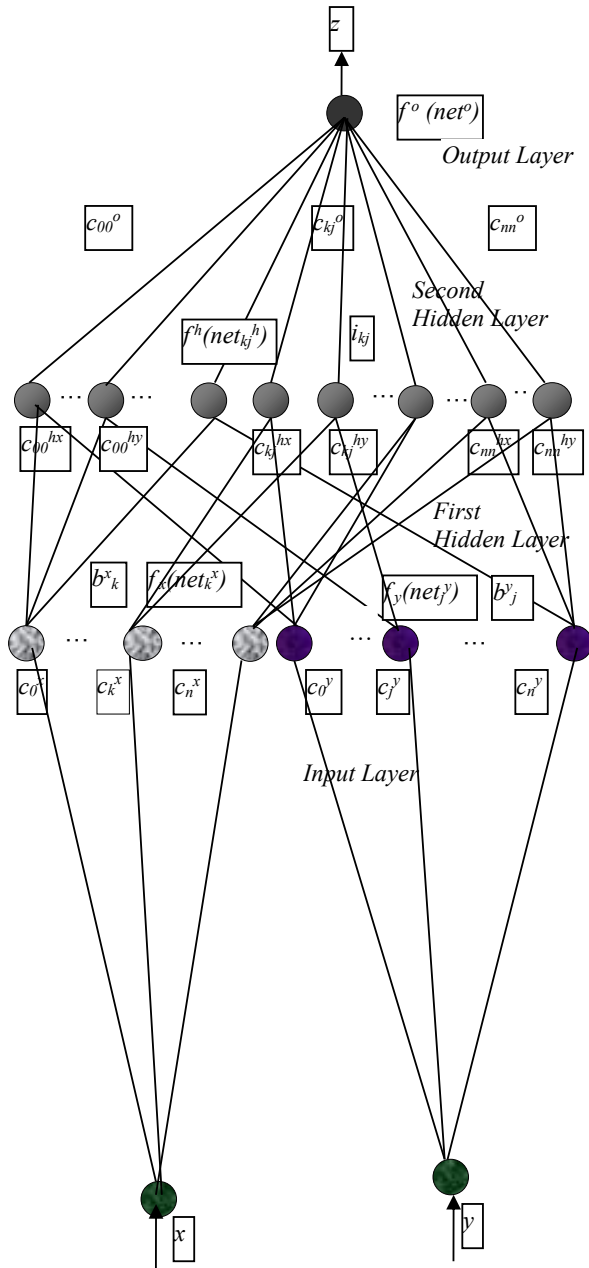 z
f^o (net^o)
Output Layer
c_00^o c_kj^o c_nn^o
Second
Hidden Layer
f^h(net_kj^h) i_kj
... ... ... ... ...
c_00^hx c_00^hy c_kj^hx c_kj^hy c_nn^hx c_nn^hy
First
Hidden Layer
b^x_k f_x(net_k^x) f_y(net_j^y) b^y_j
... ... ... ...
c_0^x c_k^x c_n^x c_0^y c_j^y c_n^y
Input Layer
x y